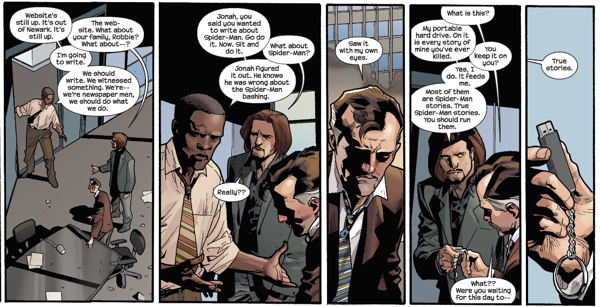 Website's
still up. It's out
of Newark. It's
still up.
The web-
site. What about
your family, Robbie?
What about--?
I'm going
to write.
We should
write. We witnessed
something. We're--
we're newspaper men,
we should do what
we do.
Jonah, you
said you wanted
to write about
Spider-Man. Go do
it. Now. Sit and
do it.
What about
Spider-Man?
Jonah figured
it out. He knows
he was wrong about
the Spider-Man
bashing.
Really??
Saw it
with my own
eyes.
What is this?
My portable
hard drive. On it
is every story of
mine you've ever
killed.
You
keep it on
you?
Yes, I
do. It feeds
me.
Most of them
are Spider-Man
stories. True
Spider-Man stories.
You should run
them.
What??
Were you waiting
for this day to--
True
stories.